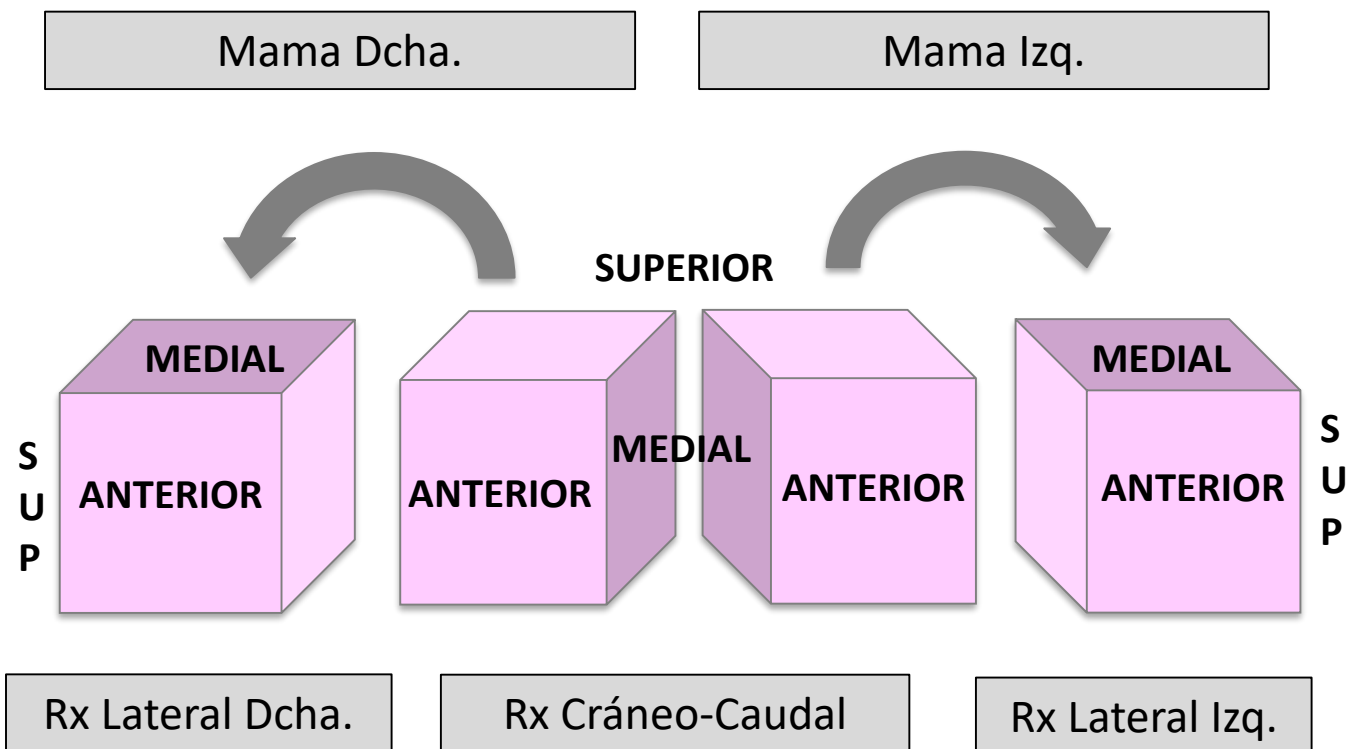 Mama Dcha.
Mama Izq.
SUPERIOR
MEDIAL
MEDIAL
S
U
P
ANTERIOR
ANTERIOR
MEDIAL
ANTERIOR
ANTERIOR
S
U
P
Rx Lateral Dcha.
Rx Cráneo-Caudal
Rx Lateral Izq.